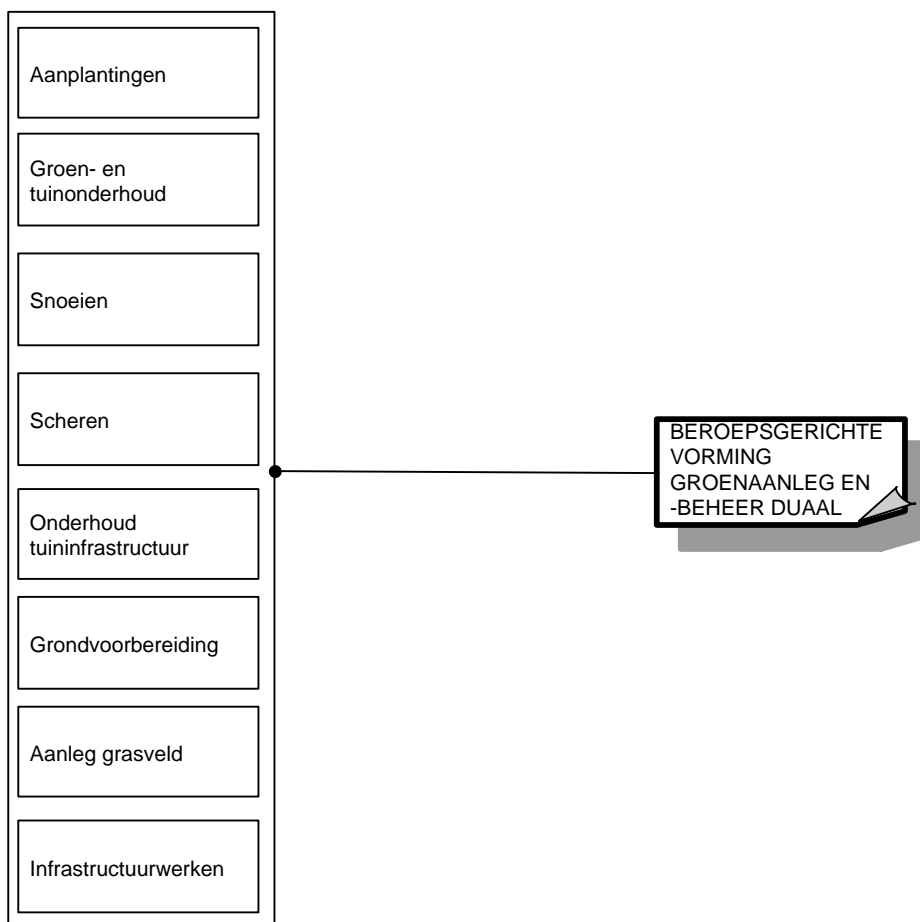 Aanplantingen
Groen- en
tuinonderhoud
Snoeien
Scheren
Onderhoud
tuininfrastructuur
Grondvoorbereiding
Aanleg grasveld
Infrastructuurwerken
BEROEPSGERICHTE
VORMING
GROENAANLEG EN
-BEHEER DUAAL